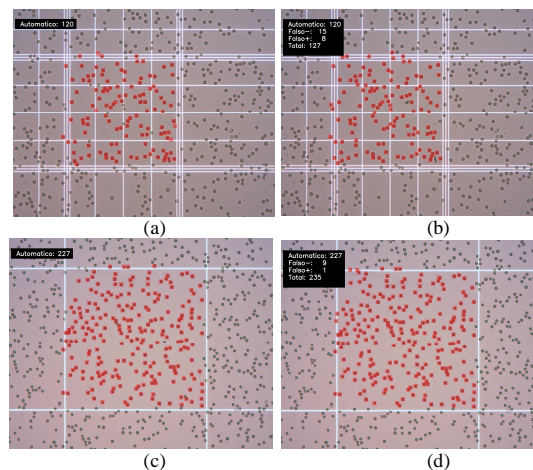 Automatico: 120
Automatico: 120
Falso-: 15
Falso+: 8
Total: 127
(a)
(b)
Automatico: 227
Automatico: 227
Falso-: 9
Falso+: 1
Total: 235
(c)
(d)